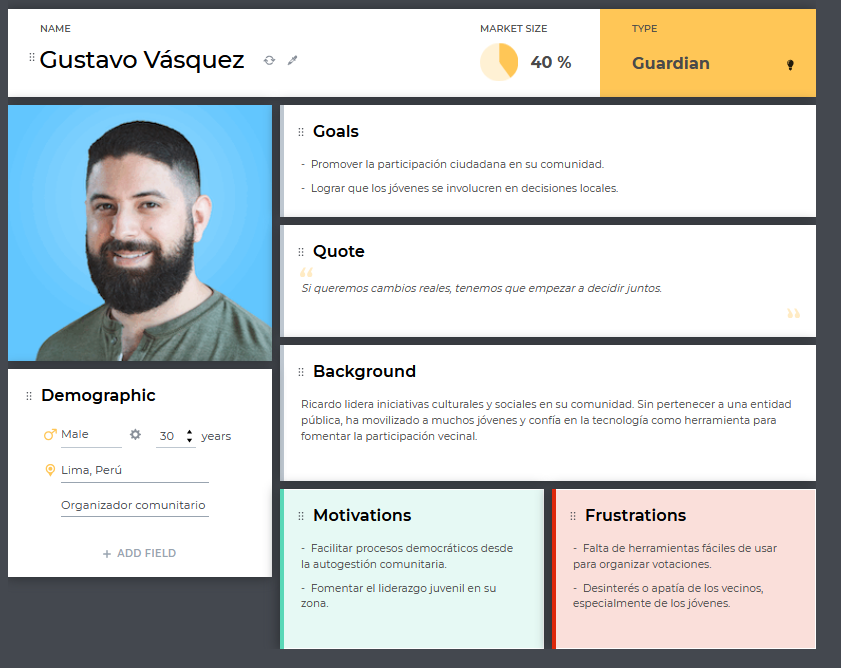 NAME
Gustavo Vásquez
MARKET SIZE
40 %
TYPE
Guardian
Goals
- Promover la participación ciudadana en su comunidad.
- Lograr que los jóvenes se involucren en decisiones locales.
Quote
“
Si queremos cambios reales, tenemos que empezar a decidir juntos.
”
Background
Ricardo lidera iniciativas culturales y sociales en su comunidad. Sin pertenecer a una entidad
pública, ha movilizado a muchos jóvenes y confía en la tecnología como herramienta para
fomentar la participación vecinal.
Demographic
Male 30 years
Lima, Perú
Organizador comunitario
+ ADD FIELD
Motivations
- Facilitar procesos democráticos desde
la autogestión comunitaria.
- Fomentar el liderazgo juvenil en su
zona.
Frustrations
- Falta de herramientas fáciles de usar
para organizar votaciones.
- Desinterés o apatía de los vecinos,
especialmente de los jóvenes.